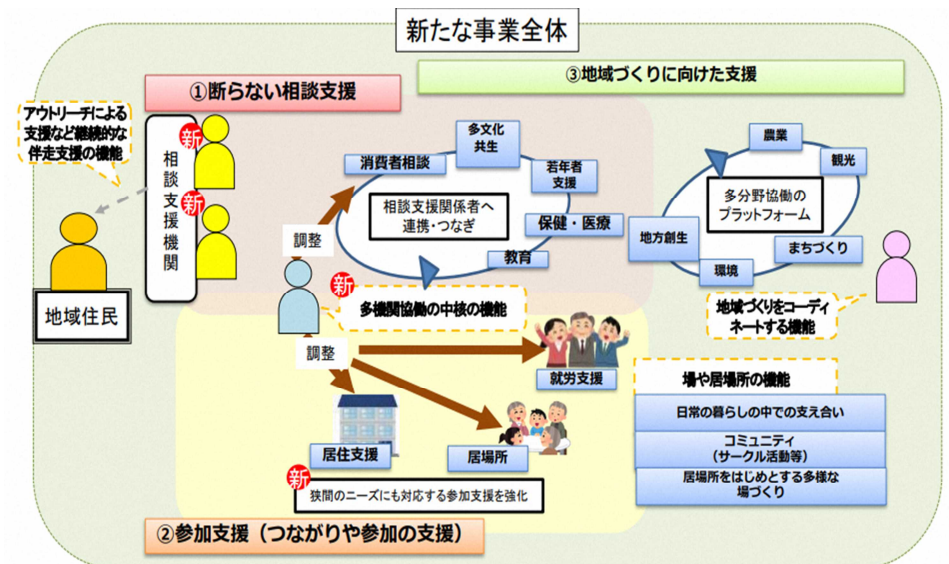 新たな事業全体
①断らない相談支援
③地域づくりに向けた支援
アウトリーチによる
支援など継続的な
伴走支援の機能
新
新
相談支援機関
地域住民
消費者相談
多文化
共生
若年者
支援
保健・医療
教育
相談支援関係者へ
連携・つなぎ
調整
新
多機関協働の中核の機能
農業
観光
まちづくり
環境
地方創生
多分野協働の
プラットフォーム
地域づくりをコーディ
ネートする機能
調整
就労支援
居住支援
居場所
新
狭間のニーズにも対応する参加支援を強化
②参加支援（つながりや参加の支援）
場や居場所の機能
日常の暮らしの中での支え合い
コミュニティ
（サークル活動等）
居場所をはじめとする多様な
場づくり